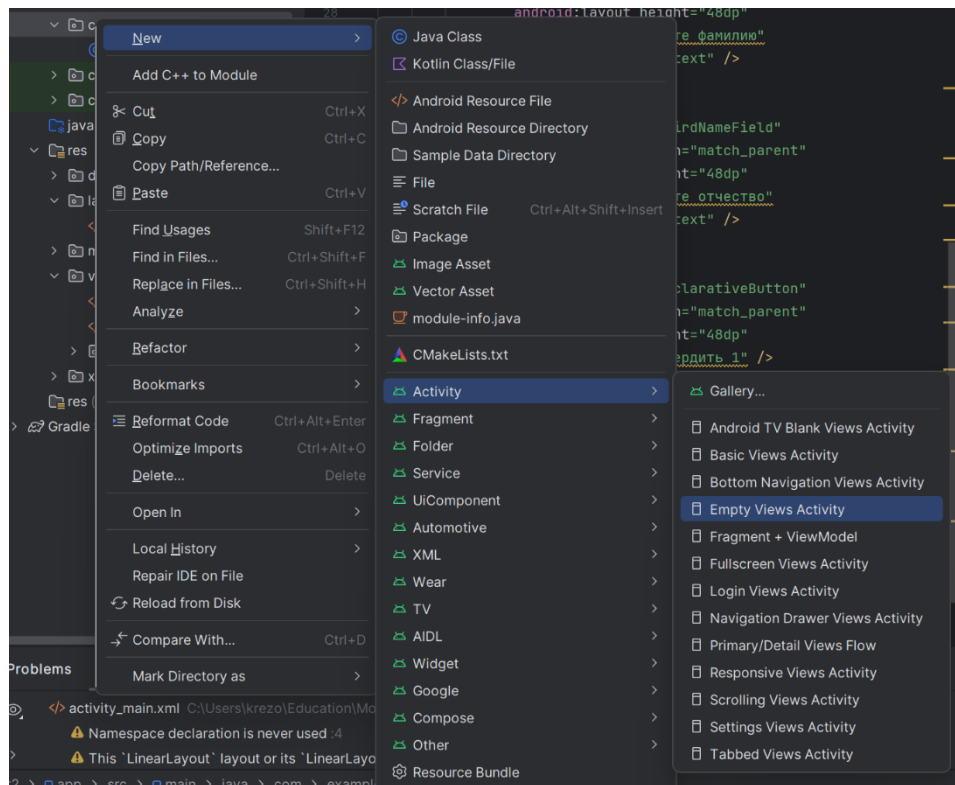 28
android:layout_height="48dp"
те фамилию"
text" />
irdNameField"
h="match_parent"
ht="48dp"
те отчество"
text" />
clarativeButton"
h="match_parent"
ht="48dp"
ердить 1" />
java
res
res
Gradle
New
Add C++ to Module
Cut Ctrl+X
Copy Ctrl+C
Copy Path/Reference...
Paste Ctrl+V
Find Usages Shift+F12
Find in Files... Ctrl+Shift+F
Replace in Files... Ctrl+Shift+H
Analyze
Refactor
Bookmarks
Reformat Code Ctrl+Alt+Enter
Optimize Imports Ctrl+Alt+O
Delete... Delete
Open In
Local History
Repair IDE on File
Reload from Disk
Compare With... Ctrl+D
Mark Directory as
Java Class
Kotlin Class/File
Android Resource File
Android Resource Directory
Sample Data Directory
File
Scratch File Ctrl+Alt+Shift+Insert
Package
Image Asset
Vector Asset
module-info.java
CMakeLists.txt
Activity
Fragment
Folder
Service
UiComponent
Automotive
XML
Wear
TV
AIDL
Widget
Google
Compose
Other
Resource Bundle
Gallery...
Android TV Blank Views Activity
Basic Views Activity
Bottom Navigation Views Activity
Empty Views Activity
Fragment + ViewModel
Fullscreen Views Activity
Login Views Activity
Navigation Drawer Views Activity
Primary/Detail Views Flow
Responsive Views Activity
Scrolling Views Activity
Settings Views Activity
Tabbed Views Activity
Problems
activity_main.xml C:\Users\krezo\Education\Mo
Namespace declaration is never used :4
This `LinearLayout` layout or its `LinearLayo
app > src > main > java > com > exampl